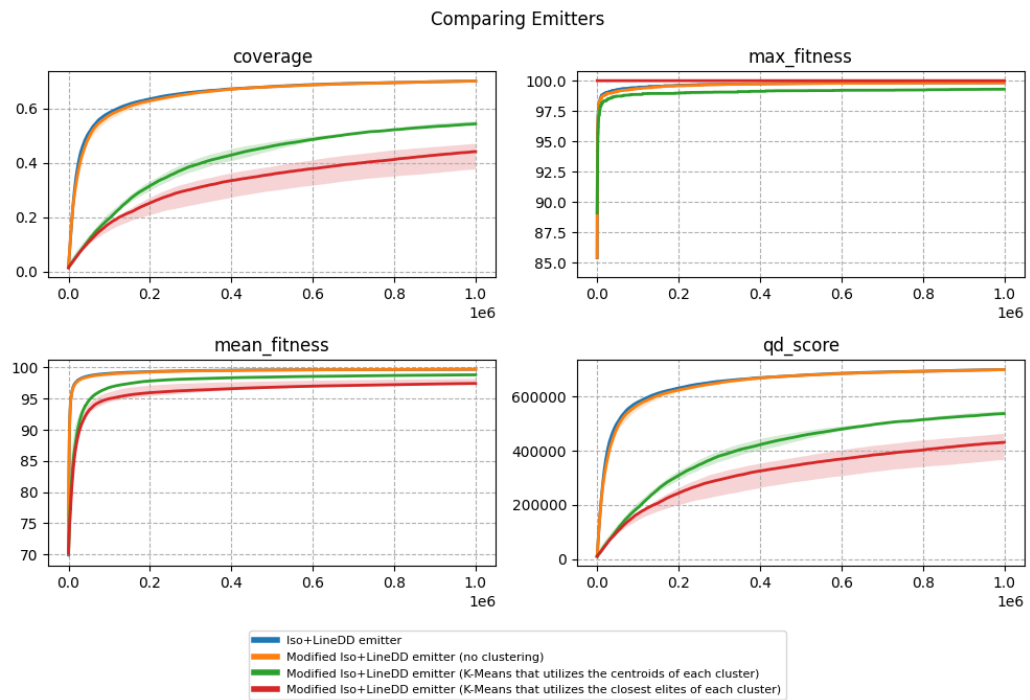 Comparing Emitters
coverage
0.6
0.4
0.2
0.0
0.0 0.2 0.4 0.6 0.8 1.0
1e6
max_fitness
100.0
97.5
95.0
92.5
90.0
87.5
85.0
0.0 0.2 0.4 0.6 0.8 1.0
1e6
mean_fitness
100
95
90
85
80
75
70
0.0 0.2 0.4 0.6 0.8 1.0
1e6
qd_score
600000
400000
200000
0
0.0 0.2 0.4 0.6 0.8 1.0
1e6
Iso+LineDD emitter
Modified Iso+LineDD emitter (no clustering)
Modified Iso+LineDD emitter (K-Means that utilizes the centroids of each cluster)
Modified Iso+LineDD emitter (K-Means that utilizes the closest elites of each cluster)